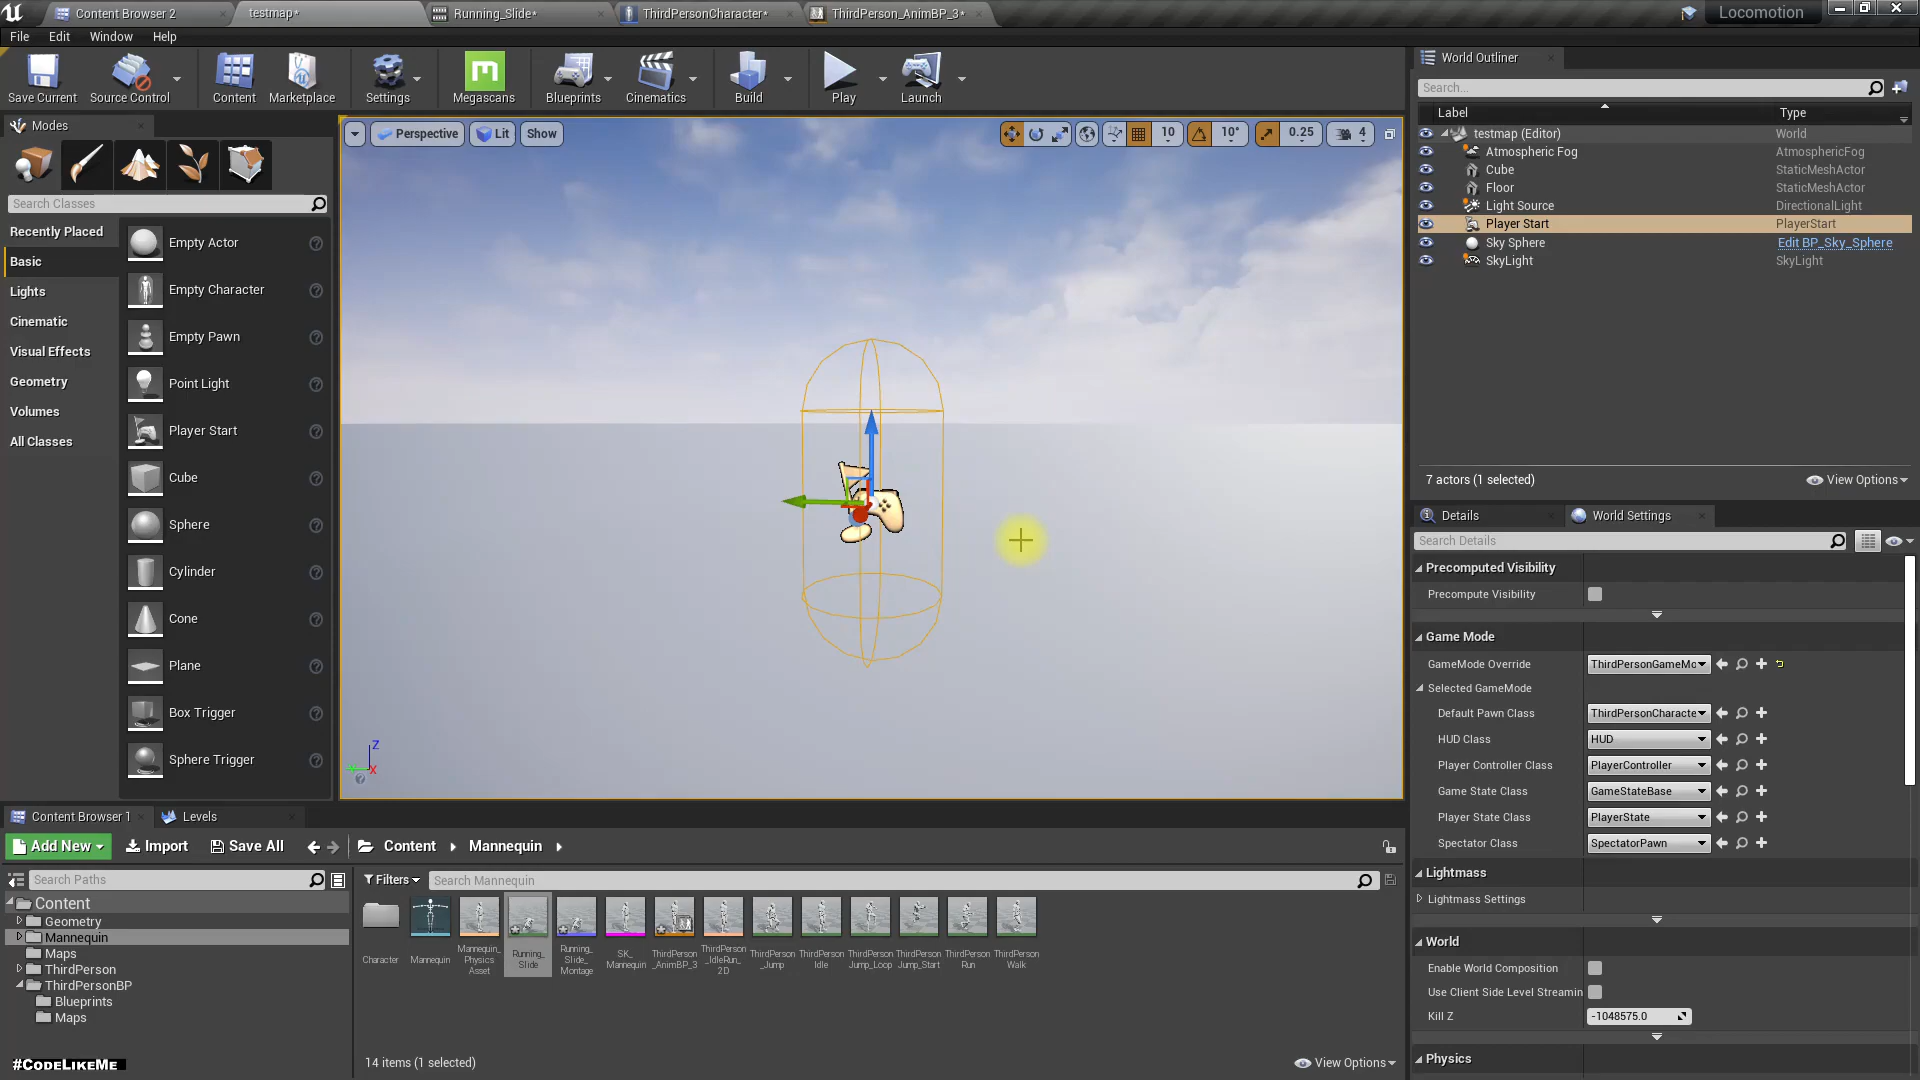 Content Browser 2
testmap*
Running_Slide*
ThirdPersonCharacter*
ThirdPerson_AnimBP_3*
Locomotion
File Edit Window Help
Save Current
Source Control
Content
Marketplace
Settings
Megascans
Blueprints
Cinematics
Build
Play
Launch
Modes
Search Classes
Recently Placed
Basic
Lights
Cinematic
Visual Effects
Geometry
Volumes
All Classes
Empty Actor
Empty Character
Empty Pawn
Point Light
Player Start
Cube
Sphere
Cylinder
Cone
Plane
Box Trigger
Sphere Trigger
Perspective Lit Show
10 10° 0.25 4
Z
X
World Outliner
Search...
Label Type
testmap (Editor) World
Atmospheric Fog AtmosphericFog
Cube StaticMeshActor
Floor StaticMeshActor
Light Source DirectionalLight
Player Start PlayerStart
Sky Sphere Edit BP_Sky_Sphere
SkyLight SkyLight
7 actors (1 selected) View Options
Details World Settings
Search Details
Precomputed Visibility
Precompute Visibility
Game Mode
GameMode Override ThirdPersonGameMo
Selected GameMode
Default Pawn Class ThirdPersonCharacte
HUD Class HUD
Player Controller Class PlayerController
Game State Class GameStateBase
Player State Class PlayerState
Spectator Class SpectatorPawn
Lightmass
Lightmass Settings
World
Enable World Composition
Use Client Side Level Streamin
Kill Z -1048575.0
Physics
Content Browser 1 Levels
Add New Import Save All Content Mannequin
Search Paths
Filters Search Mannequin
Content
Geometry
Mannequin
Maps
ThirdPerson
ThirdPersonBP
Blueprints
Maps
Character
Mannequin
Mannequin_
Physics
Asset
Running_
Slide
Running_
Slide_
Montage
SK_
Mannequin
ThirdPerson
_AnimBP_3
ThirdPerson
_IdleRun_
2D
ThirdPerson
_Jump
ThirdPerson
Idle
ThirdPerson
Jump_Loop
ThirdPerson
Jump_Start
ThirdPerson
Run
ThirdPerson
Walk
14 items (1 selected) View Options
#CodeLikeMe